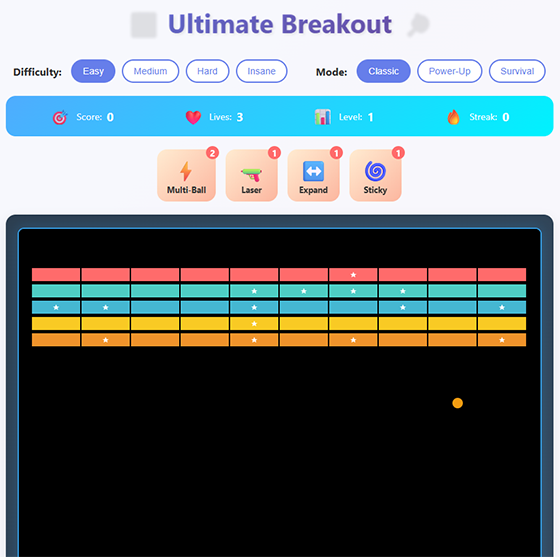 Ultimate Breakout
Difficulty: Easy Medium Hard Insane Mode: Classic Power-Up Survival
Score: 0 Lives: 3 Level: 1 Streak: 0
2 1 1 1
Multi-Ball Laser Expand Sticky